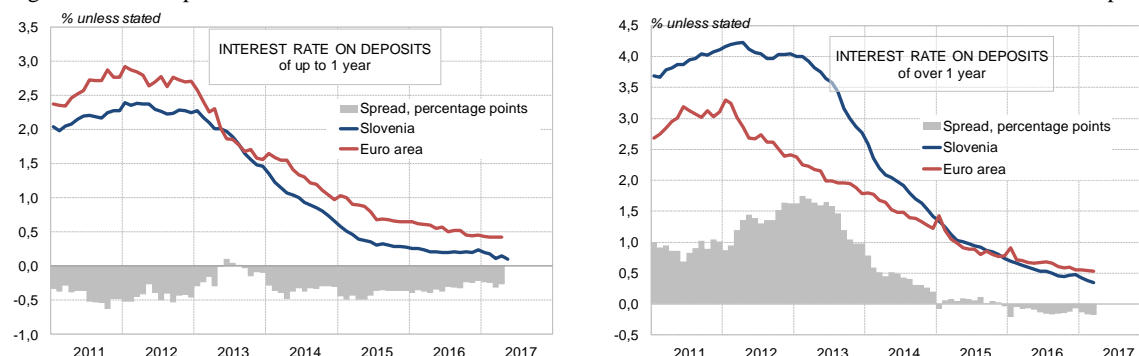 % unless stated
3,5
3,0
2,5
2,0
1,5
1,0
0,5
0,0
-0,5
-1,0
INTEREST RATE ON DEPOSITS
of up to 1 year
Spread, percentage points
Slovenia
Euro area
2011 2012 2013 2014 2015 2016 2017
% unless stated
4,5
4,0
3,5
3,0
2,5
2,0
1,5
1,0
0,5
0,0
-0,5
INTEREST RATE ON DEPOSITS
of over 1 year
Spread, percentage points
Slovenia
Euro area
2011 2012 2013 2014 2015 2016 2017